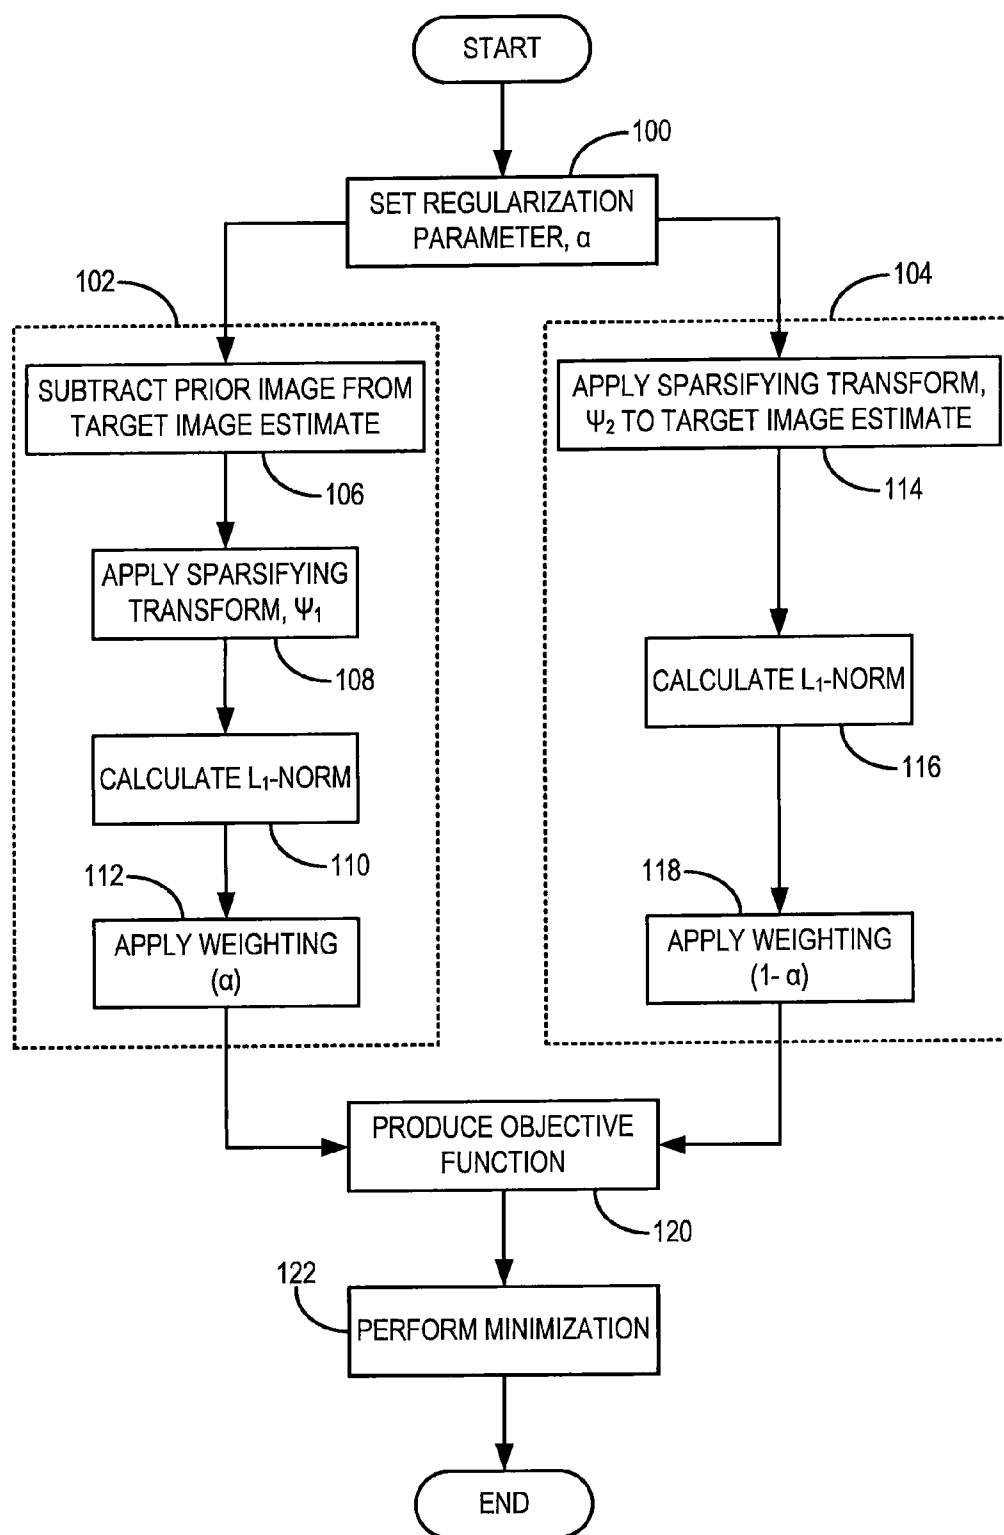 START
100
SET REGULARIZATION
PARAMETER, α
102
104
SUBTRACT PRIOR IMAGE FROM
TARGET IMAGE ESTIMATE
106
APPLY SPARSIFYING TRANSFORM,
Ψ₂ TO TARGET IMAGE ESTIMATE
114
APPLY SPARSIFYING
TRANSFORM, Ψ₁
108
CALCULATE L₁-NORM
116
CALCULATE L₁-NORM
110
112
APPLY WEIGHTING
(α)
118
APPLY WEIGHTING
(1- α)
PRODUCE OBJECTIVE
FUNCTION
120
122
PERFORM MINIMIZATION
END